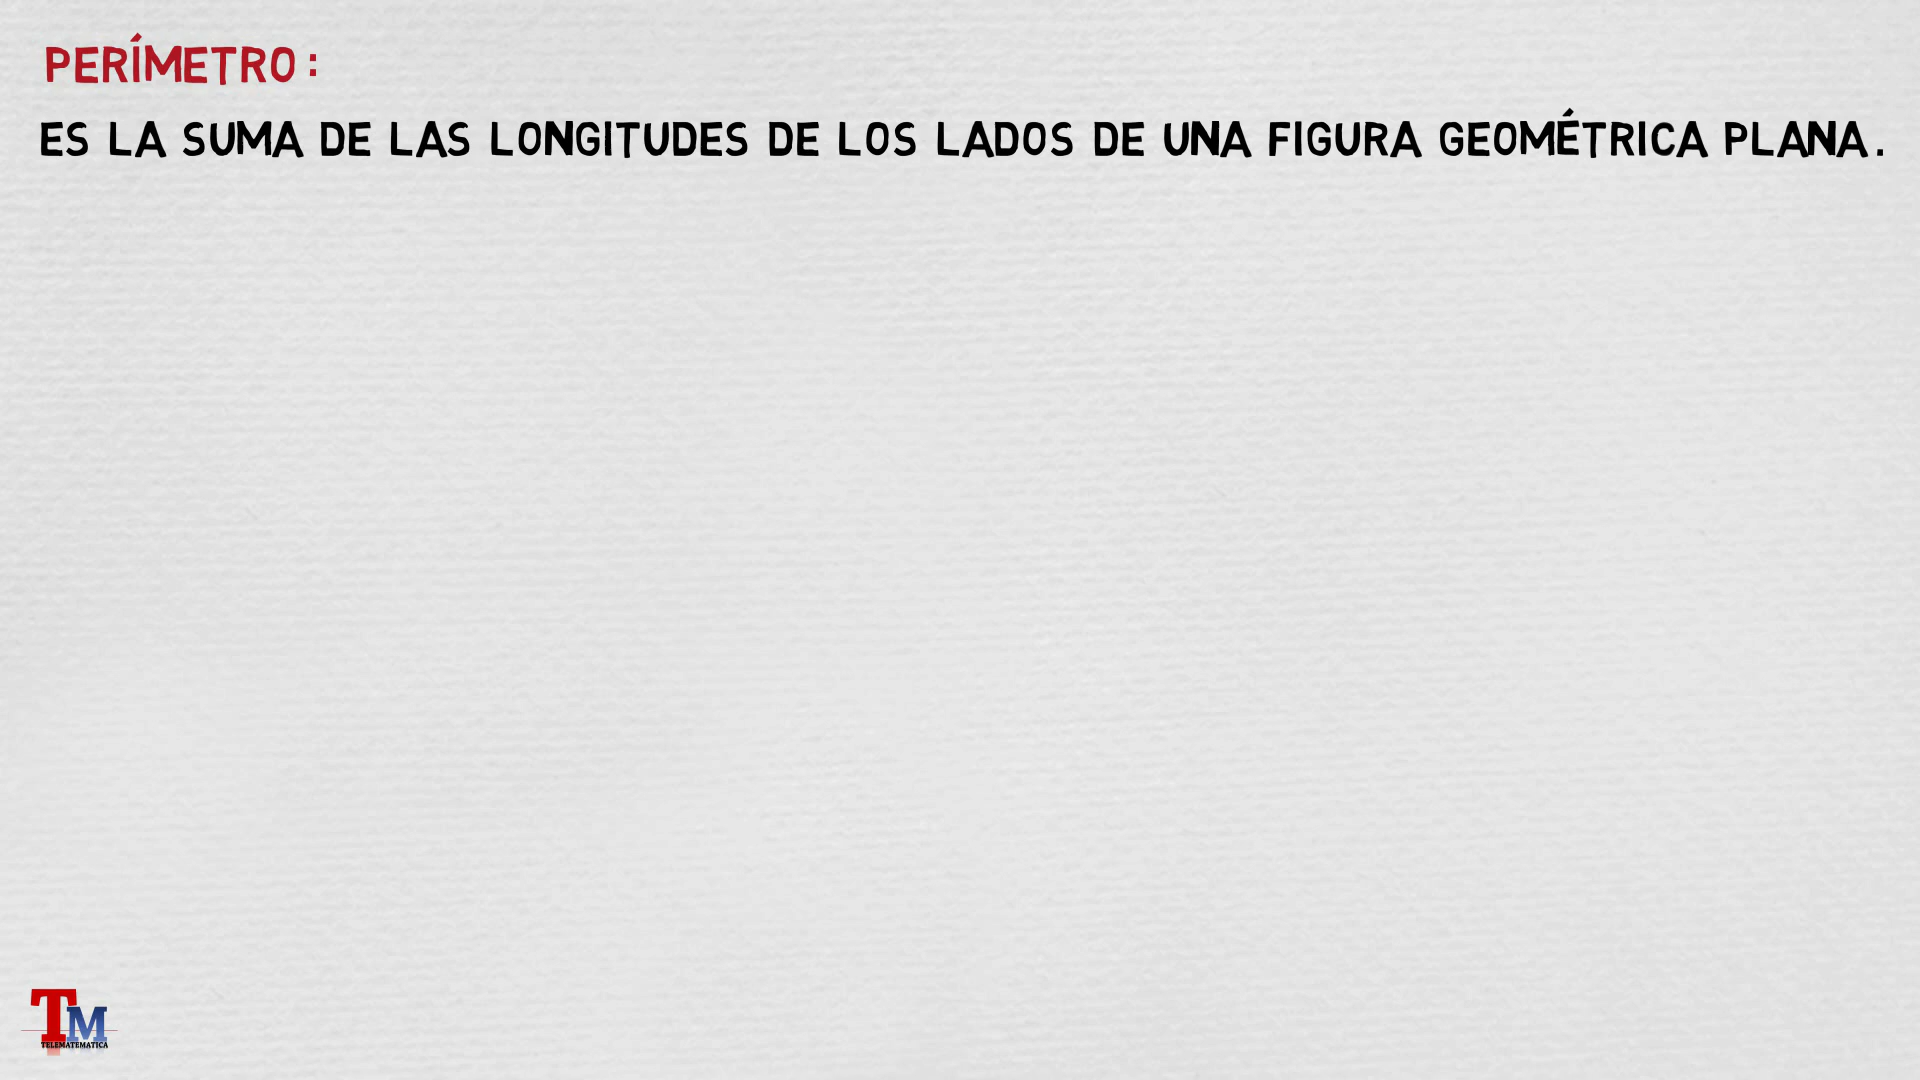 PERÍMETRO:
ES LA SUMA DE LAS LONGITUDES DE LOS LADOS DE UNA FIGURA GEOMÉTRICA PLANA.
TM
TELEMATEMATICA